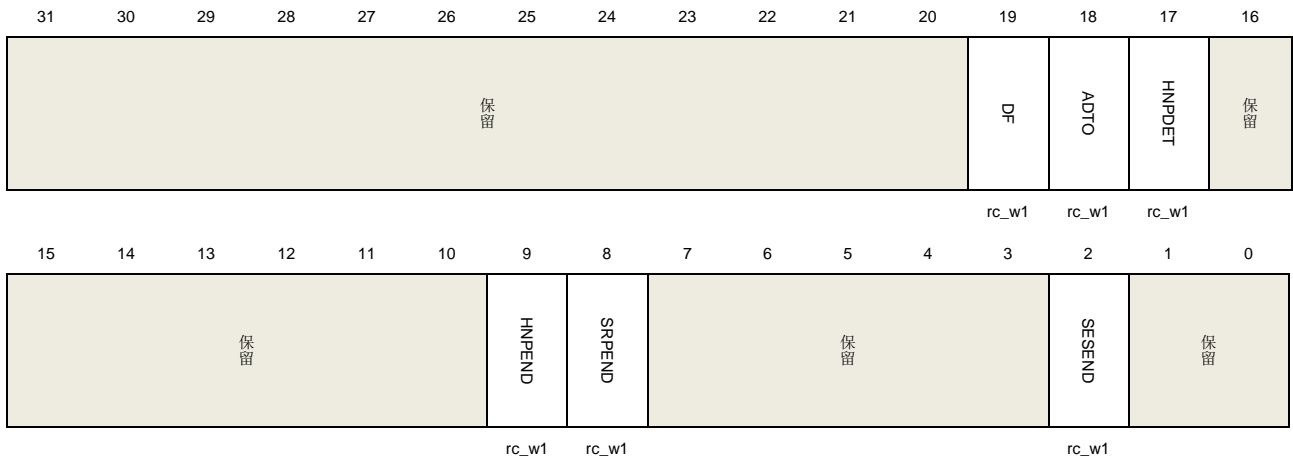 31 30 29 28 27 26 25 24 23 22 21 20 19 18 17 16
保留 DF ADTO HNPDET 保留
rc_w1 rc_w1 rc_w1
15 14 13 12 11 10 9 8 7 6 5 4 3 2 1 0
保留 HNPEND SRPEND 保留 SESEND 保留
rc_w1 rc_w1 rc_w1